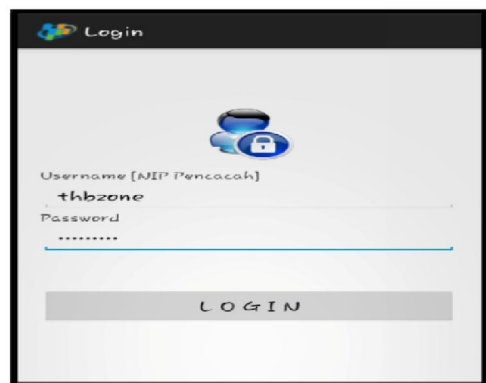 Login
Username [NIP Pencacah]
thbzone
Password
.........
LOGIN